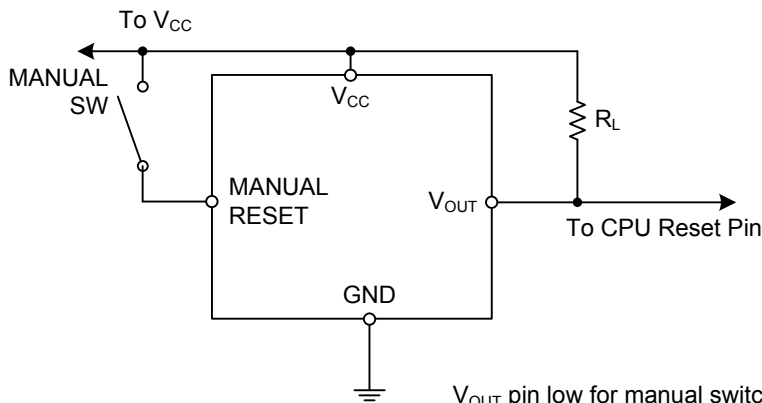 To VCC
MANUAL
SW
VCC
RL
MANUAL
RESET
VOUT
To CPU Reset Pin
GND
VOUT pin low for manual switc